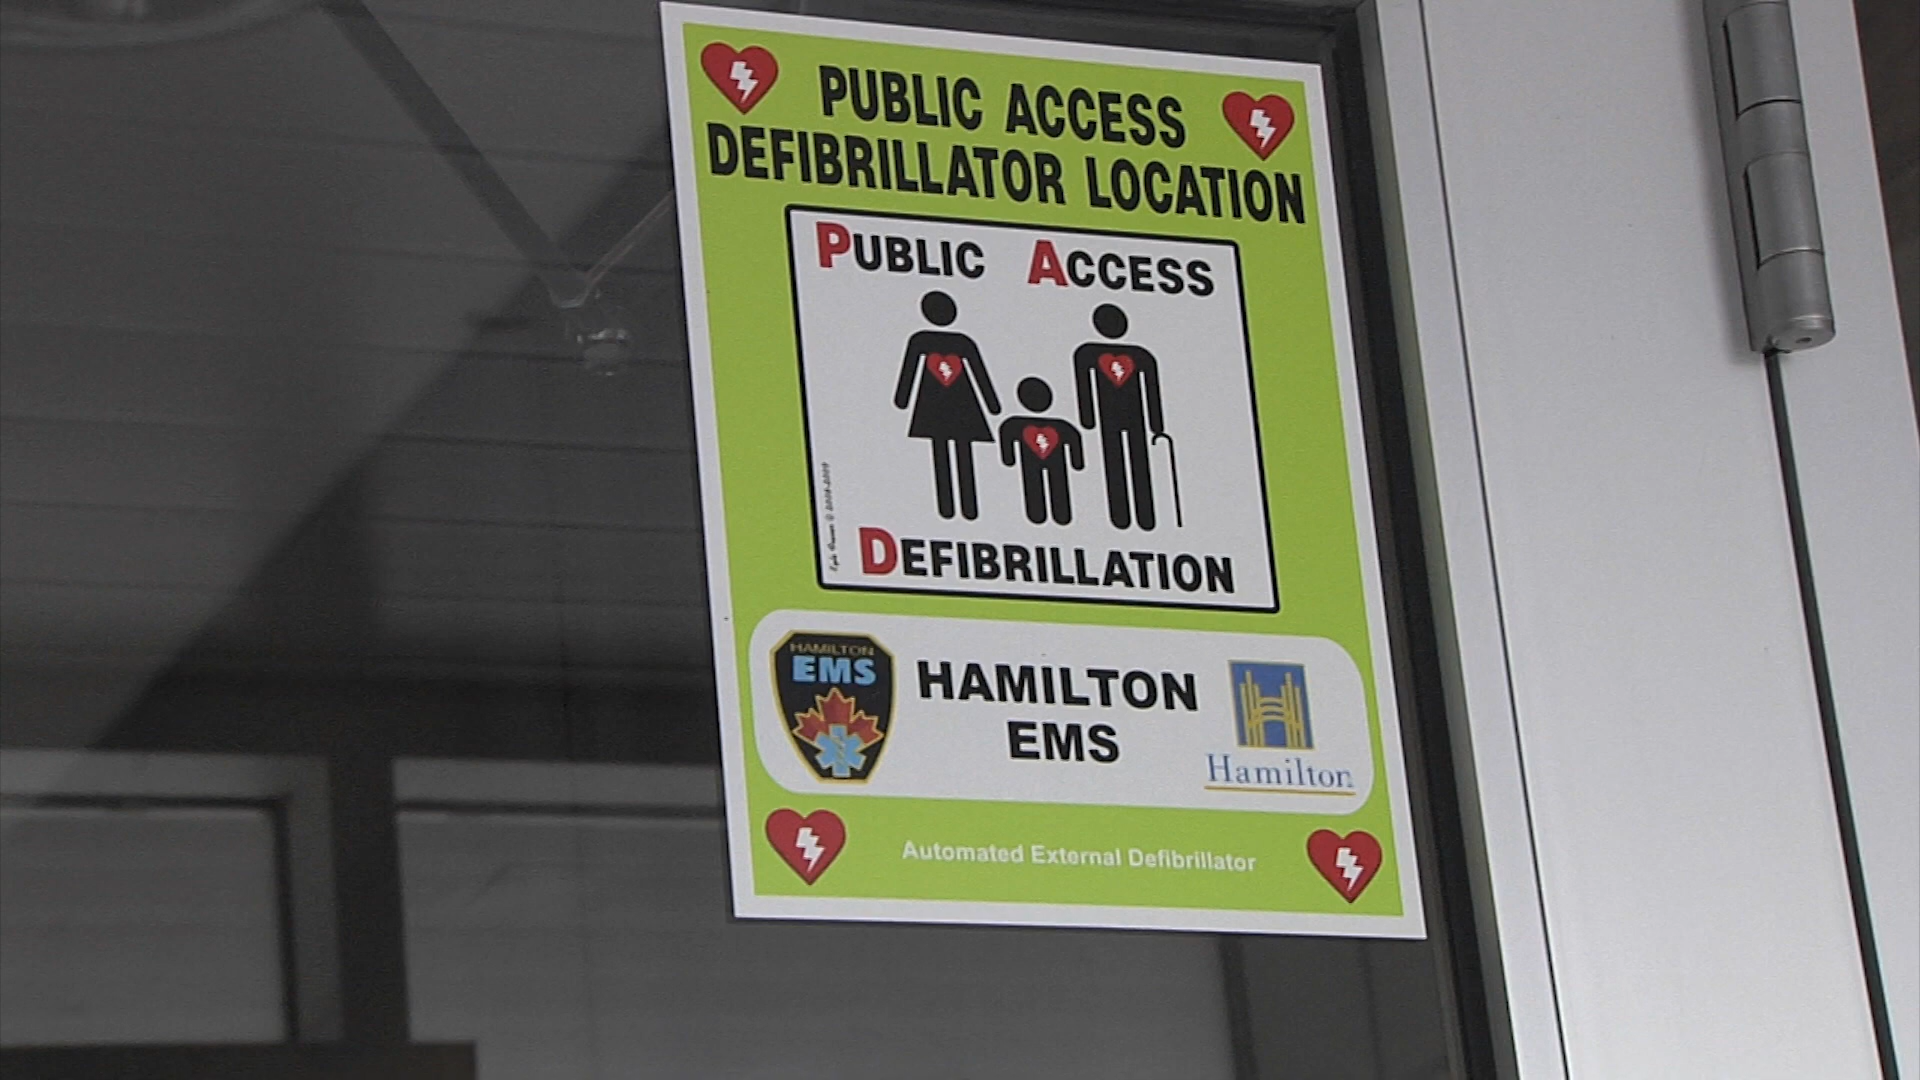 PUBLIC ACCESS
DEFIBRILLATOR LOCATION
PUBLIC ACCESS
DEFIBRILLATION
HAMILTON
EMS
HAMILTON
EMS
Hamilton
Automated External Defibrillator